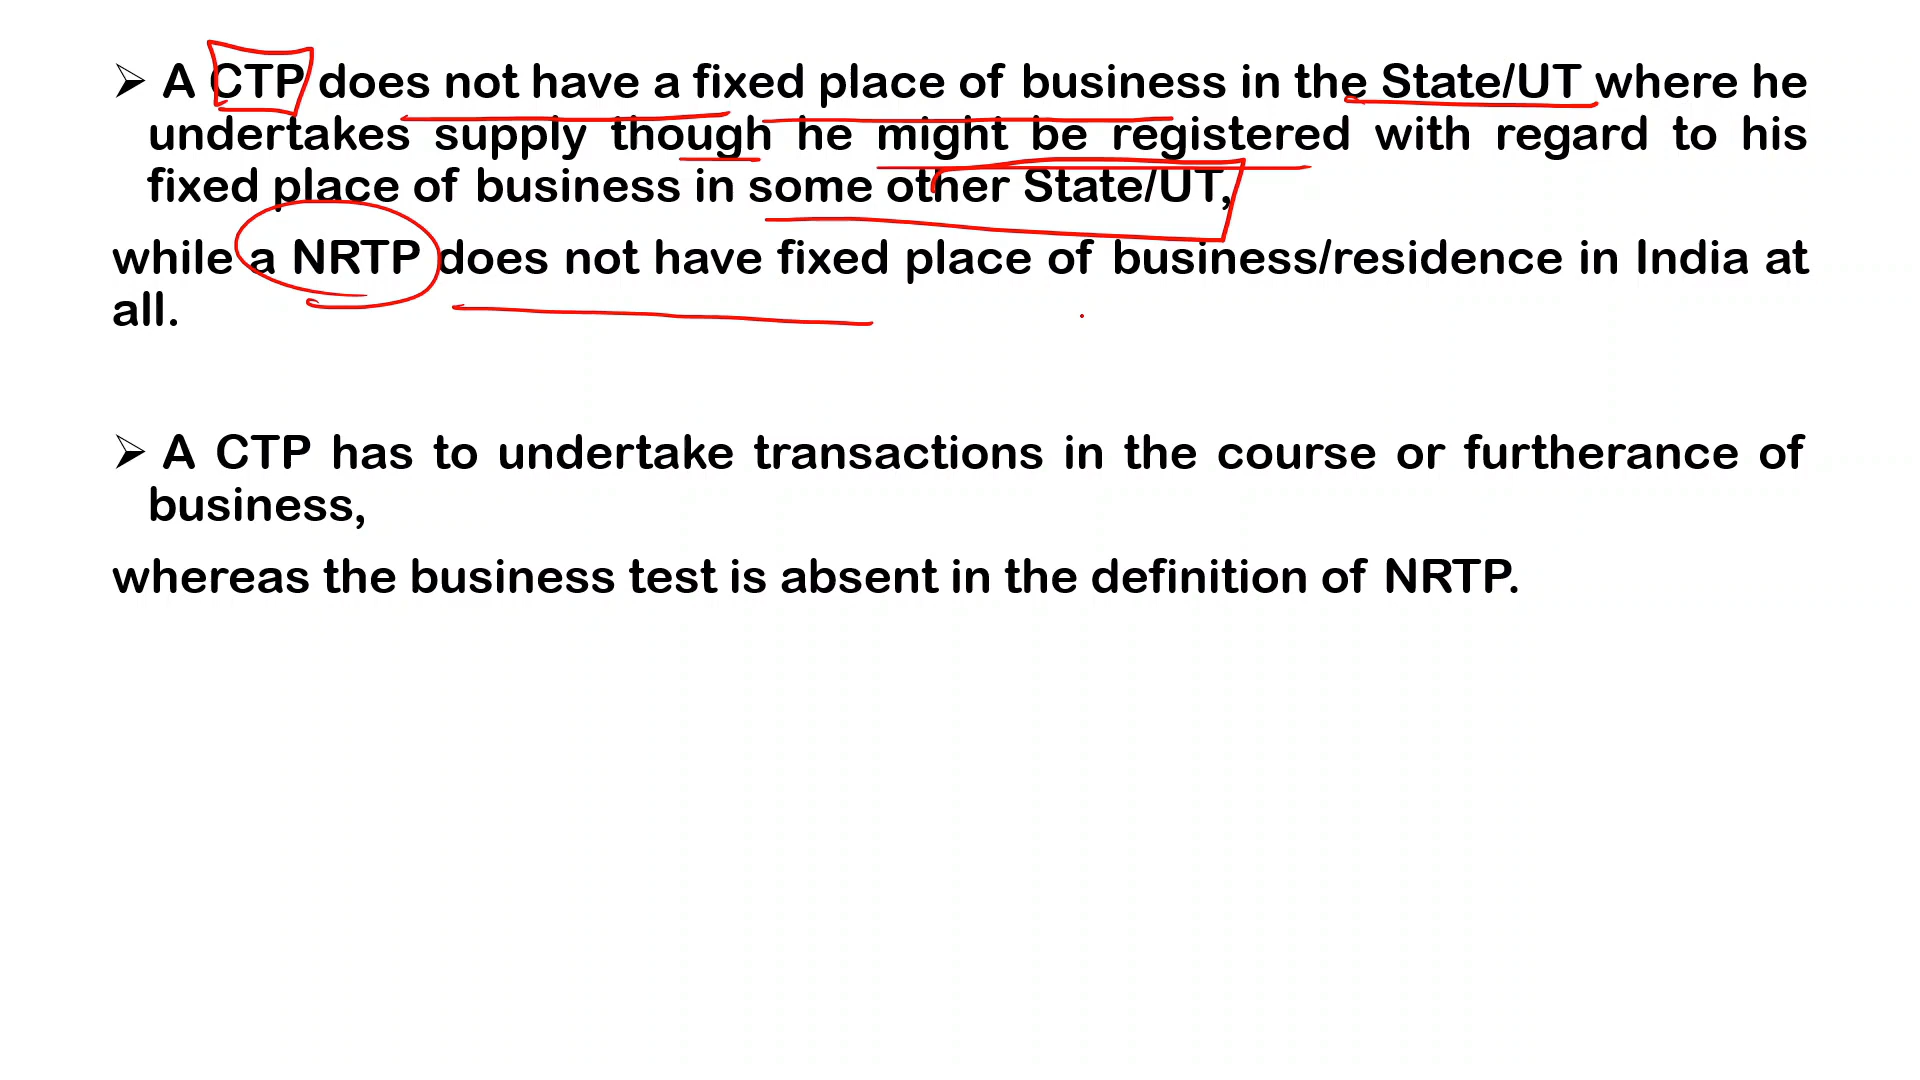 ➢ A CTP does not have a fixed place of business in the State/UT where he
undertakes supply though he might be registered with regard to his
fixed place of business in some other State/UT,
while a NRTP does not have fixed place of business/residence in India at
all.
➢ A CTP has to undertake transactions in the course or furtherance of
business,
whereas the business test is absent in the definition of NRTP.